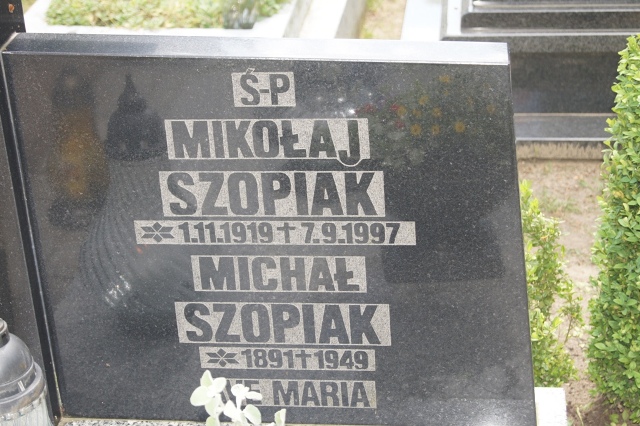 Ś-P
MIKOŁAJ
SZOPIAK
1.11.1919 † 7.9.1997
MICHAŁ
SZOPIAK
1891 † 1949
MARIA